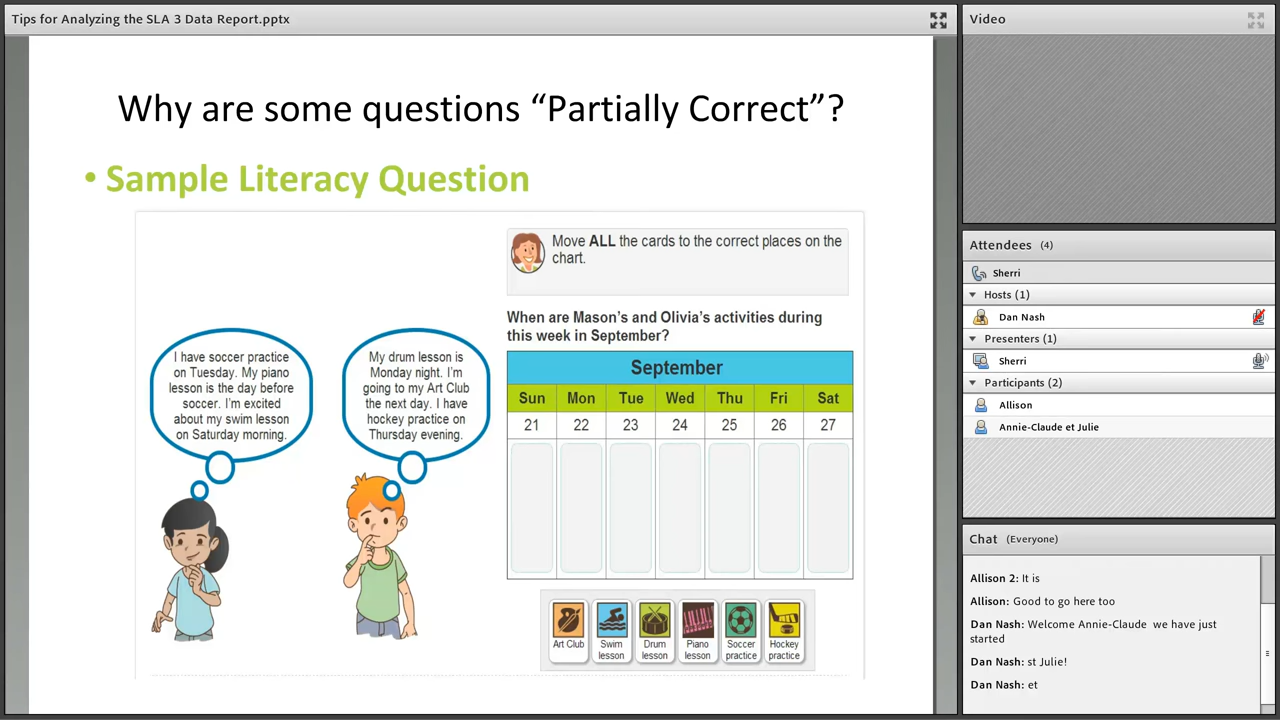 Tips for Analyzing the SLA 3 Data Report.pptx
Why are some questions “Partially Correct”?
• Sample Literacy Question
Move ALL the cards to the correct places on the
chart.
When are Mason's and Olivia's activities during
this week in September?
I have soccer practice
on Tuesday. My piano
lesson is the day before
soccer. I'm excited
about my swim lesson
on Saturday morning.
My drum lesson is
Monday night. I'm
going to my Art Club
the next day. I have
hockey practice on
Thursday evening.
September
Sun Mon Tue Wed Thu Fri Sat
21 22 23 24 25 26 27
Art Club
Swim
lesson
Drum
lesson
Piano
lesson
Soccer
practice
Hockey
practice
Video
Attendees (4)
Sherri
Hosts (1)
Dan Nash
Presenters (1)
Sherri
Participants (2)
Allison
Annie-Claude et Julie
Chat (Everyone)
Allison 2: It is
Allison: Good to go here too
Dan Nash: Welcome Annie-Claude we have just
started
Dan Nash: st Julie!
Dan Nash: et